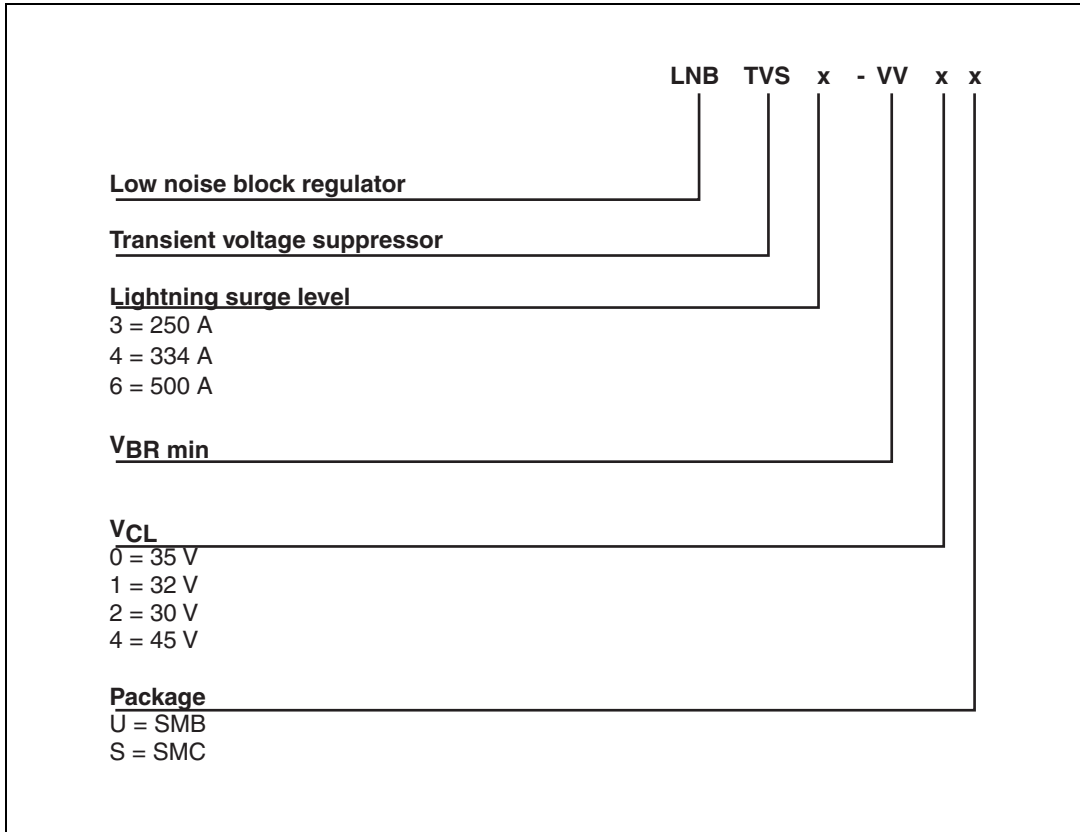 LNB TVS x - VV x x
Low noise block regulator
Transient voltage suppressor
Lightning surge level
3 = 250 A
4 = 334 A
6 = 500 A
VBR min
VCL
0 = 35 V
1 = 32 V
2 = 30 V
4 = 45 V
Package
U = SMB
S = SMC